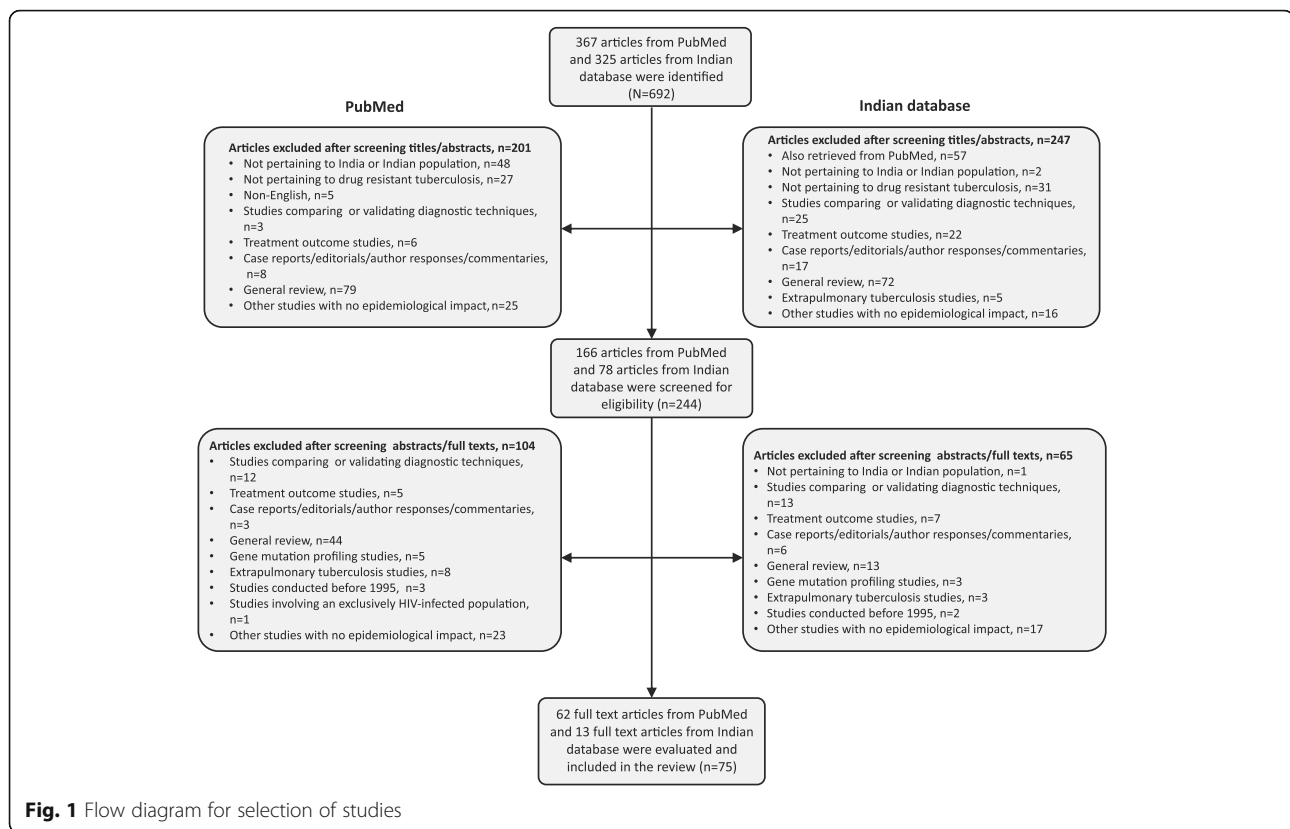 367 articles from PubMed
and 325 articles from Indian
database were identified
(N=692)
PubMed
Indian database
Articles excluded after screening titles/abstracts, n=201
• Not pertaining to India or Indian population, n=48
• Not pertaining to drug resistant tuberculosis, n=27
• Non-English, n=5
• Studies comparing or validating diagnostic techniques,
n=3
• Treatment outcome studies, n=6
• Case reports/editorials/author responses/commentaries,
n=8
• General review, n=79
• Other studies with no epidemiological impact, n=25
Articles excluded after screening titles/abstracts, n=247
• Also retrieved from PubMed, n=57
• Not pertaining to India or Indian population, n=2
• Not pertaining to drug resistant tuberculosis, n=31
• Studies comparing or validating diagnostic techniques,
n=25
• Treatment outcome studies, n=22
• Case reports/editorials/author responses/commentaries,
n=17
• General review, n=72
• Extrapulmonary tuberculosis studies, n=5
• Other studies with no epidemiological impact, n=16
166 articles from PubMed
and 78 articles from Indian
database were screened for
eligibility (n=244)
Articles excluded after screening abstracts/full texts, n=104
• Studies comparing or validating diagnostic techniques,
n=12
• Treatment outcome studies, n=5
• Case reports/editorials/author responses/commentaries,
n=3
• General review, n=44
• Gene mutation profiling studies, n=5
• Extrapulmonary tuberculosis studies, n=8
• Studies conducted before 1995, n=3
• Studies involving an exclusively HIV-infected population,
n=1
• Other studies with no epidemiological impact, n=23
Articles excluded after screening abstracts/full texts, n=65
• Not pertaining to India or Indian population, n=1
• Studies comparing or validating diagnostic techniques,
n=13
• Treatment outcome studies, n=7
• Case reports/editorials/author responses/commentaries,
n=6
• General review, n=13
• Gene mutation profiling studies, n=3
• Extrapulmonary tuberculosis studies, n=3
• Studies conducted before 1995, n=2
• Other studies with no epidemiological impact, n=17
62 full text articles from PubMed
and 13 full text articles from Indian
database were evaluated and
included in the review (n=75)
Fig. 1 Flow diagram for selection of studies